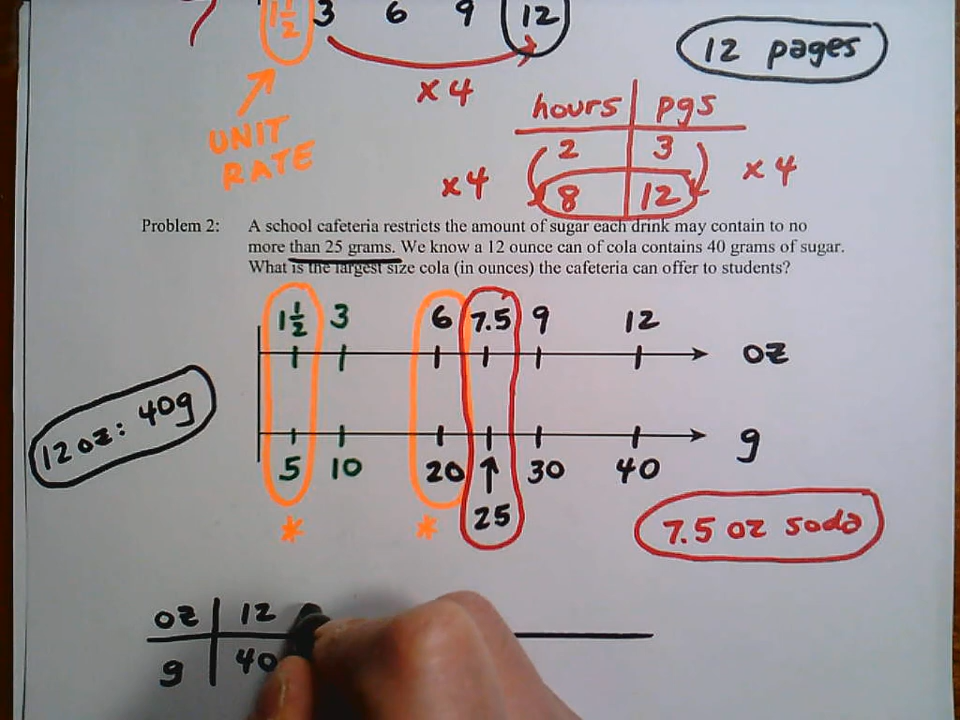 1½ 3 6 9 12
12 pages
x4
UNIT
RATE
hours pgs
2 3
x4 x4
8 12
Problem 2: A school cafeteria restricts the amount of sugar each drink may contain to no
more than 25 grams. We know a 12 ounce can of cola contains 40 grams of sugar.
What is the largest size cola (in ounces) the cafeteria can offer to students?
1½ 3 6 7.5 9 12
oz
12 oz: 40g
g
5 10 20 ↑ 30 40
25
* *
7.5 oz soda
oz 12
g 40